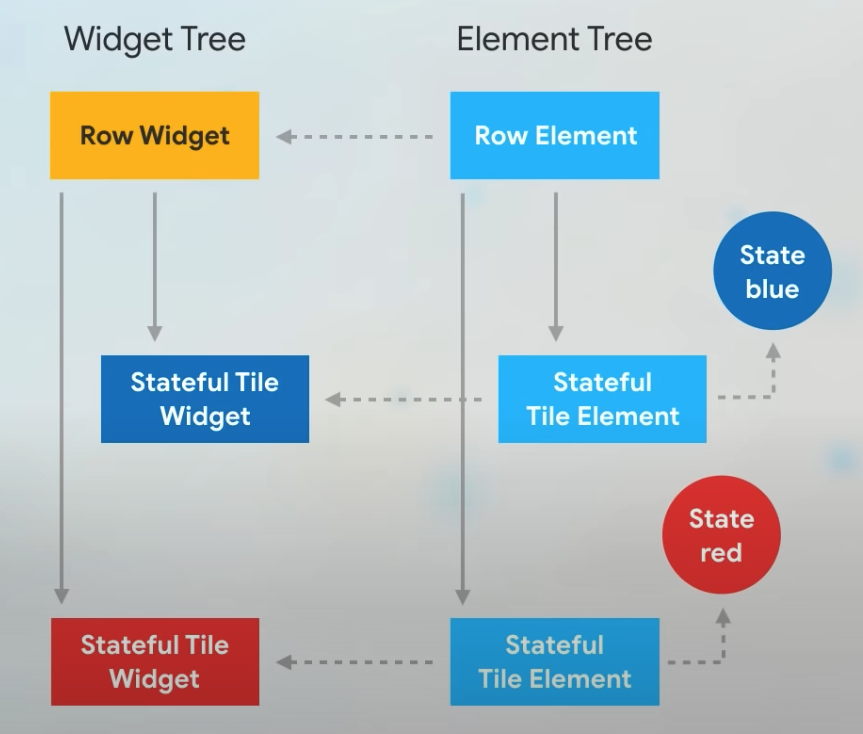 Widget Tree
Element Tree
Row Widget
Row Element
State
blue
Stateful Tile
Widget
Stateful
Tile Element
State
red
Stateful Tile
Widget
Stateful
Tile Element